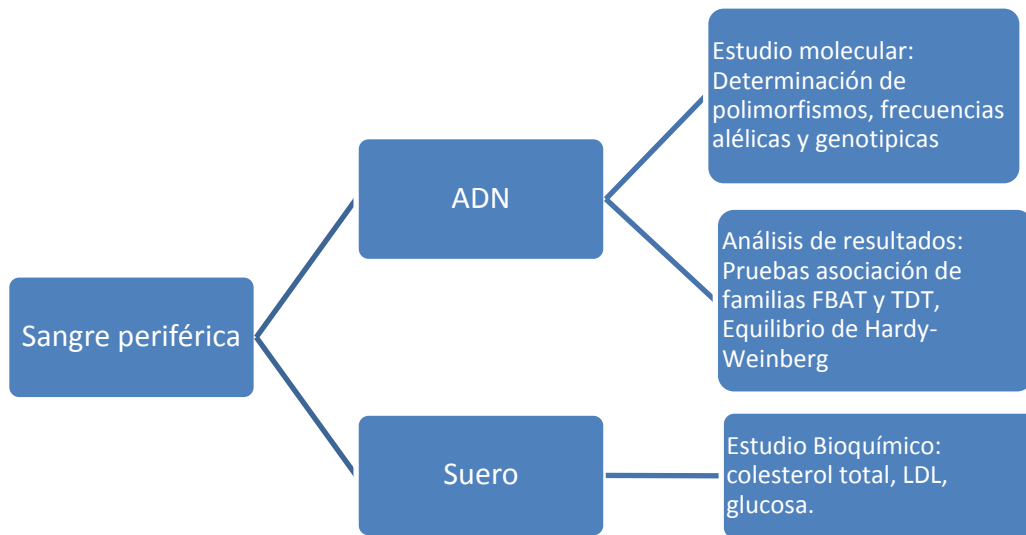 Sangre periférica
ADN
Estudio molecular:
Determinación de
polimorfismos, frecuencias
alélicas y genotipicas
Análisis de resultados:
Pruebas asociación de
familias FBAT y TDT,
Equilibrio de Hardy-
Weinberg
Suero
Estudio Bioquímico:
colesterol total, LDL,
glucosa.